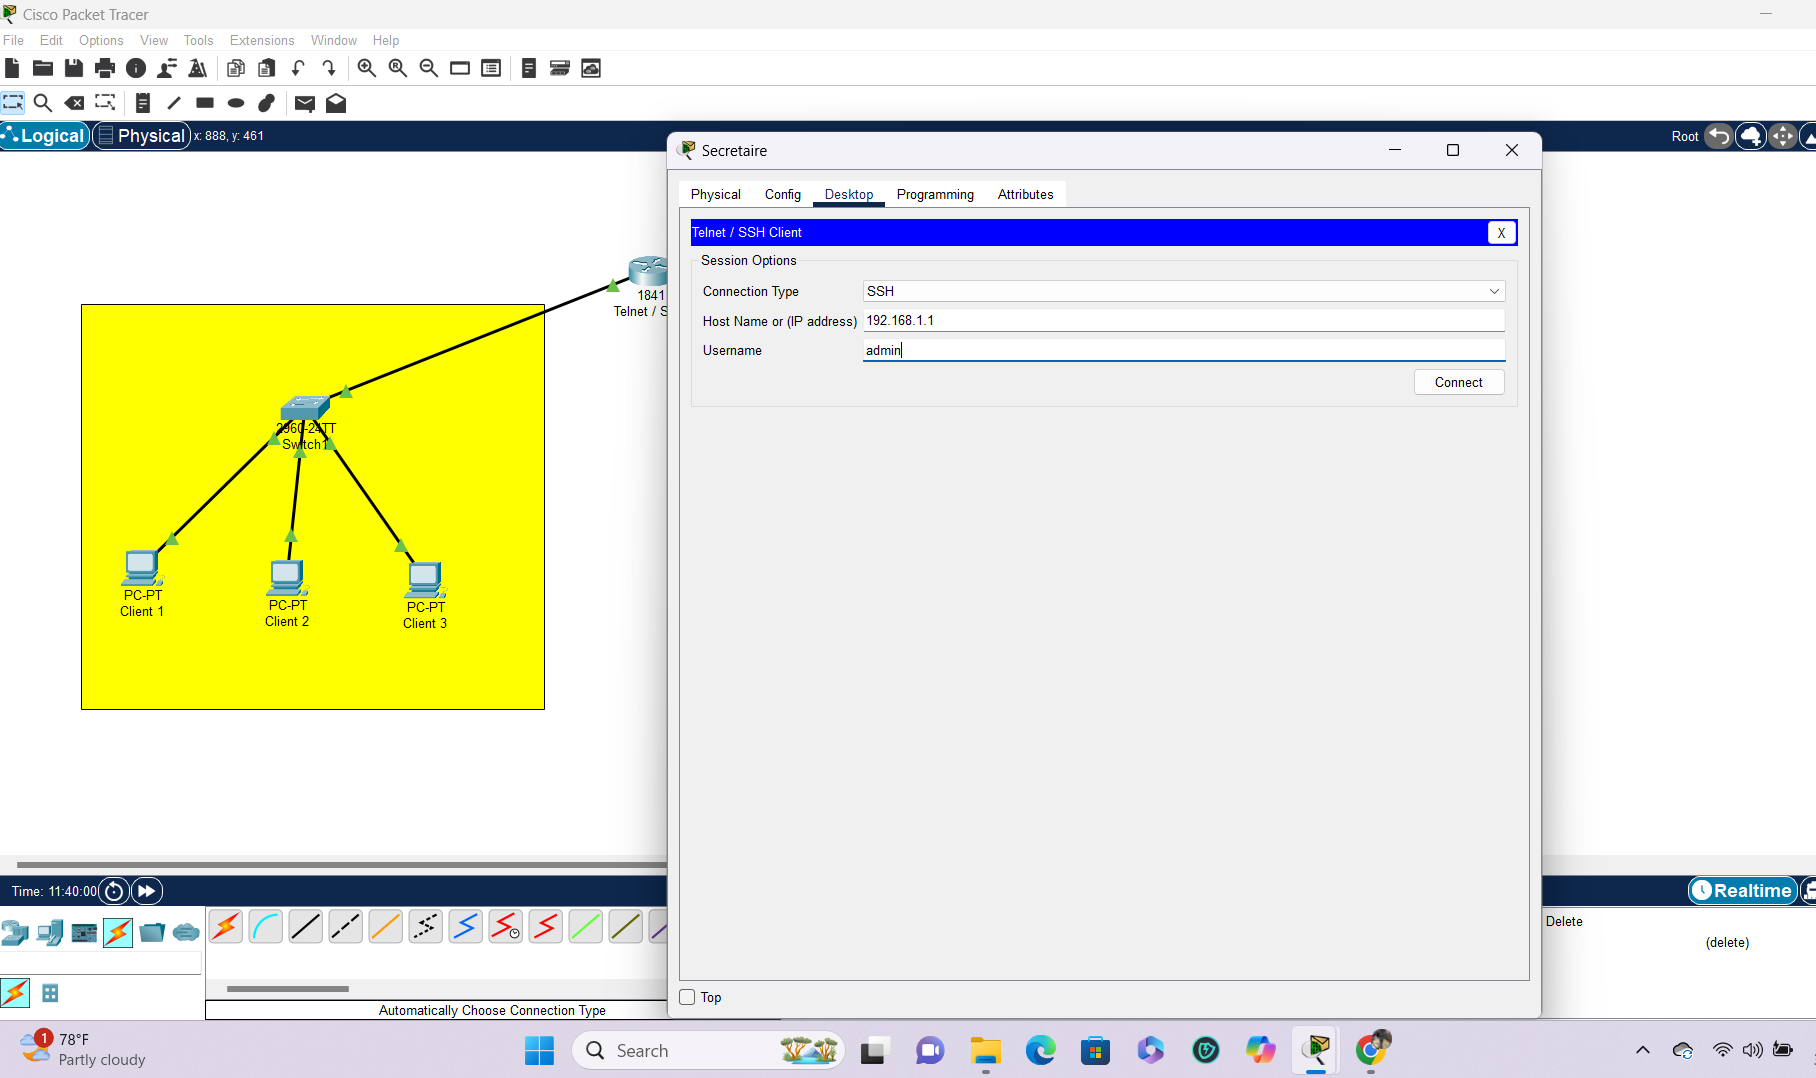 Cisco Packet Tracer
File Edit Options View Tools Extensions Window Help
Logical Physical x: 888, y: 461 Root
Secretaire
Physical Config Desktop Programming Attributes
Telnet / SSH Client X
Session Options
Connection Type SSH
Host Name or (IP address) 192.168.1.1
Username admin
Connect
1841
Telnet / S
2960-24TT
Switch1
PC-PT
Client 1
PC-PT
Client 2
PC-PT
Client 3
Top
Time: 11:40:00 Realtime
Delete
(delete)
Automatically Choose Connection Type
1
78°F
Partly cloudy
Search